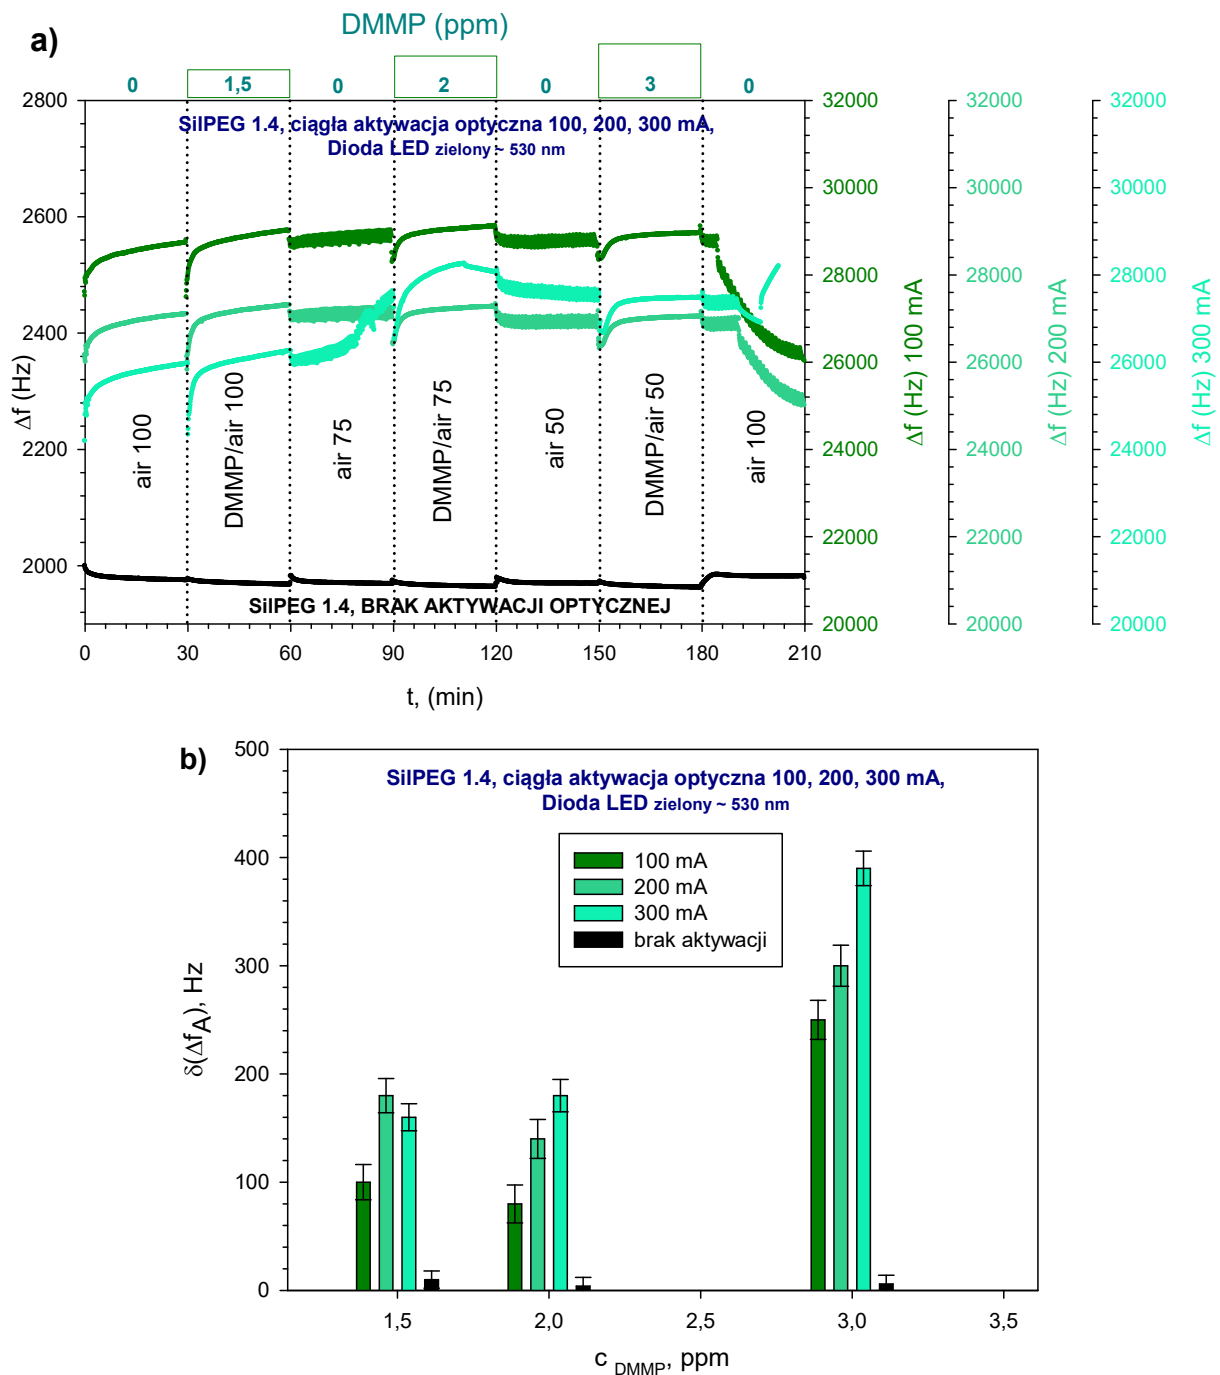 a)
DMMP (ppm)
0 1,5 0 2 0 3 0
SilPEG 1.4, ciągła aktywacja optyczna 100, 200, 300 mA,
Dioda LED zielony ~ 530 nm
2800
2600
2400
2200
2000
Δf (Hz)
air 100
DMMP/air 100
air 75
DMMP/air 75
air 50
DMMP/air 50
air 100
SilPEG 1.4, BRAK AKTYWACJI OPTYCZNEJ
0 30 60 90 120 150 180 210
t, (min)
32000
30000
28000
26000
24000
22000
20000
Δf (Hz) 100 mA
32000
30000
28000
26000
24000
22000
20000
Δf (Hz) 200 mA
32000
30000
28000
26000
24000
22000
20000
Δf (Hz) 300 mA
b)
SilPEG 1.4, ciągła aktywacja optyczna 100, 200, 300 mA,
Dioda LED zielony ~ 530 nm
100 mA
200 mA
300 mA
brak aktywacji
500
400
300
200
100
0
δ(ΔfA), Hz
1,5 2,0 2,5 3,0 3,5
c DMMP, ppm